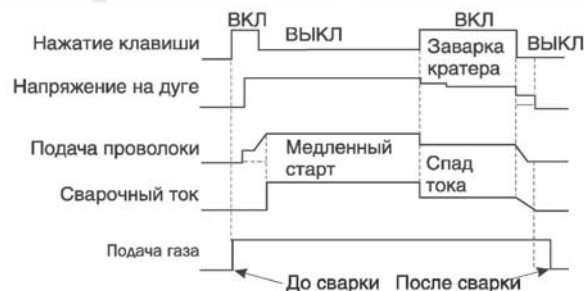 ВКЛ
ВКЛ
Нажатие клавиши
ВЫКЛ
Заварка
кратера
ВЫКЛ
Напряжение на дуге
Подача проволоки
Медленный
старт
Спад
тока
Сварочный ток
Подача газа
До сварки
После сварки